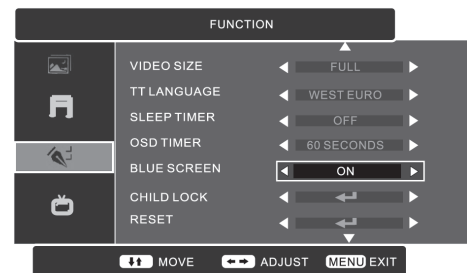 FUNCTION
VIDEO SIZE FULL
TT LANGUAGE WEST EURO
SLEEP TIMER OFF
OSD TIMER 60 SECONDS
BLUE SCREEN ON
CHILD LOCK
RESET
MOVE ADJUST MENU EXIT